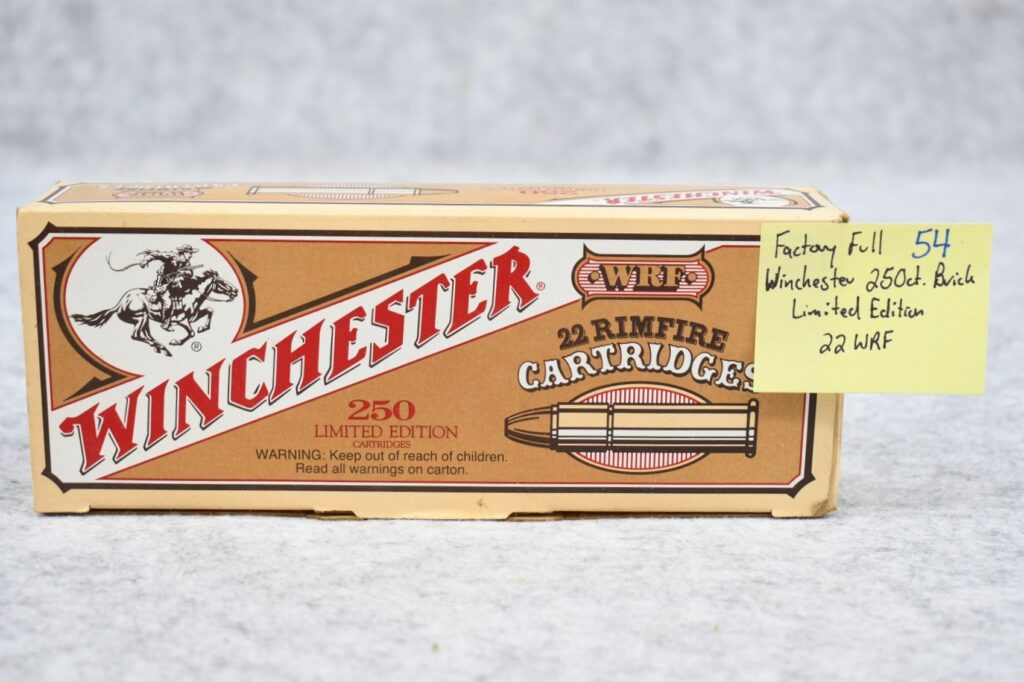 WINCHESTER
WINCHESTER ®
®
WRF
22 RIMFIRE
CARTRIDGES
250
LIMITED EDITION
CARTRIDGES
WARNING: Keep out of reach of children.
Read all warnings on carton.
Factory Full 54
Winchester 250ct. Brick
Limited Edition
22 WRF